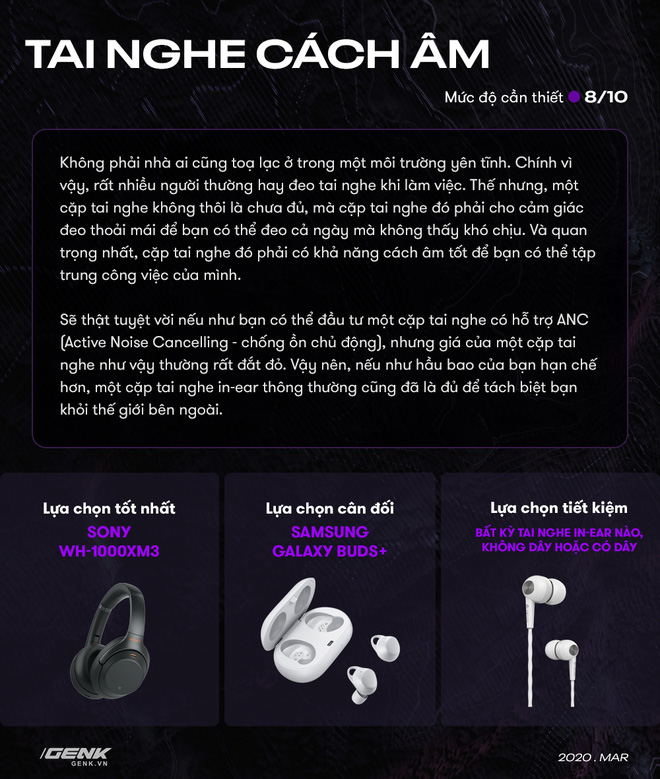 TAI NGHE CÁCH ÂM
Mức độ cần thiết 8/10
Không phải nhà ai cũng toạ lạc ở trong một môi trường yên tĩnh. Chính vì
vậy, rất nhiều người thường hay đeo tai nghe khi làm việc. Thế nhưng, một
cặp tai nghe không thôi là chưa đủ, mà cặp tai nghe đó phải cho cảm giác
đeo thoải mái để bạn có thể đeo cả ngày mà không thấy khó chịu. Và quan
trọng nhất, cặp tai nghe đó phải có khả năng cách âm tốt để bạn có thể tập
trung công việc của mình.
Sẽ thật tuyệt vời nếu như bạn có thể đầu tư một cặp tai nghe có hỗ trợ ANC
(Active Noise Cancelling - chống ồn chủ động), nhưng giá của một cặp tai
nghe như vậy thường rất đắt đỏ. Vậy nên, nếu như hầu bao của bạn hạn chế
hơn, một cặp tai nghe in-ear thông thường cũng đã là đủ để tách biệt bạn
khỏi thế giới bên ngoài.
Lựa chọn tốt nhất
SONY
WH-1000XM3
Lựa chọn cân đối
SAMSUNG
GALAXY BUDS+
Lựa chọn tiết kiệm
BẤT KỲ TAI NGHE IN-EAR NÀO,
KHÔNG DÂY HOẶC CÓ DÂY
/GENK
GENK.VN
2020 . MAR